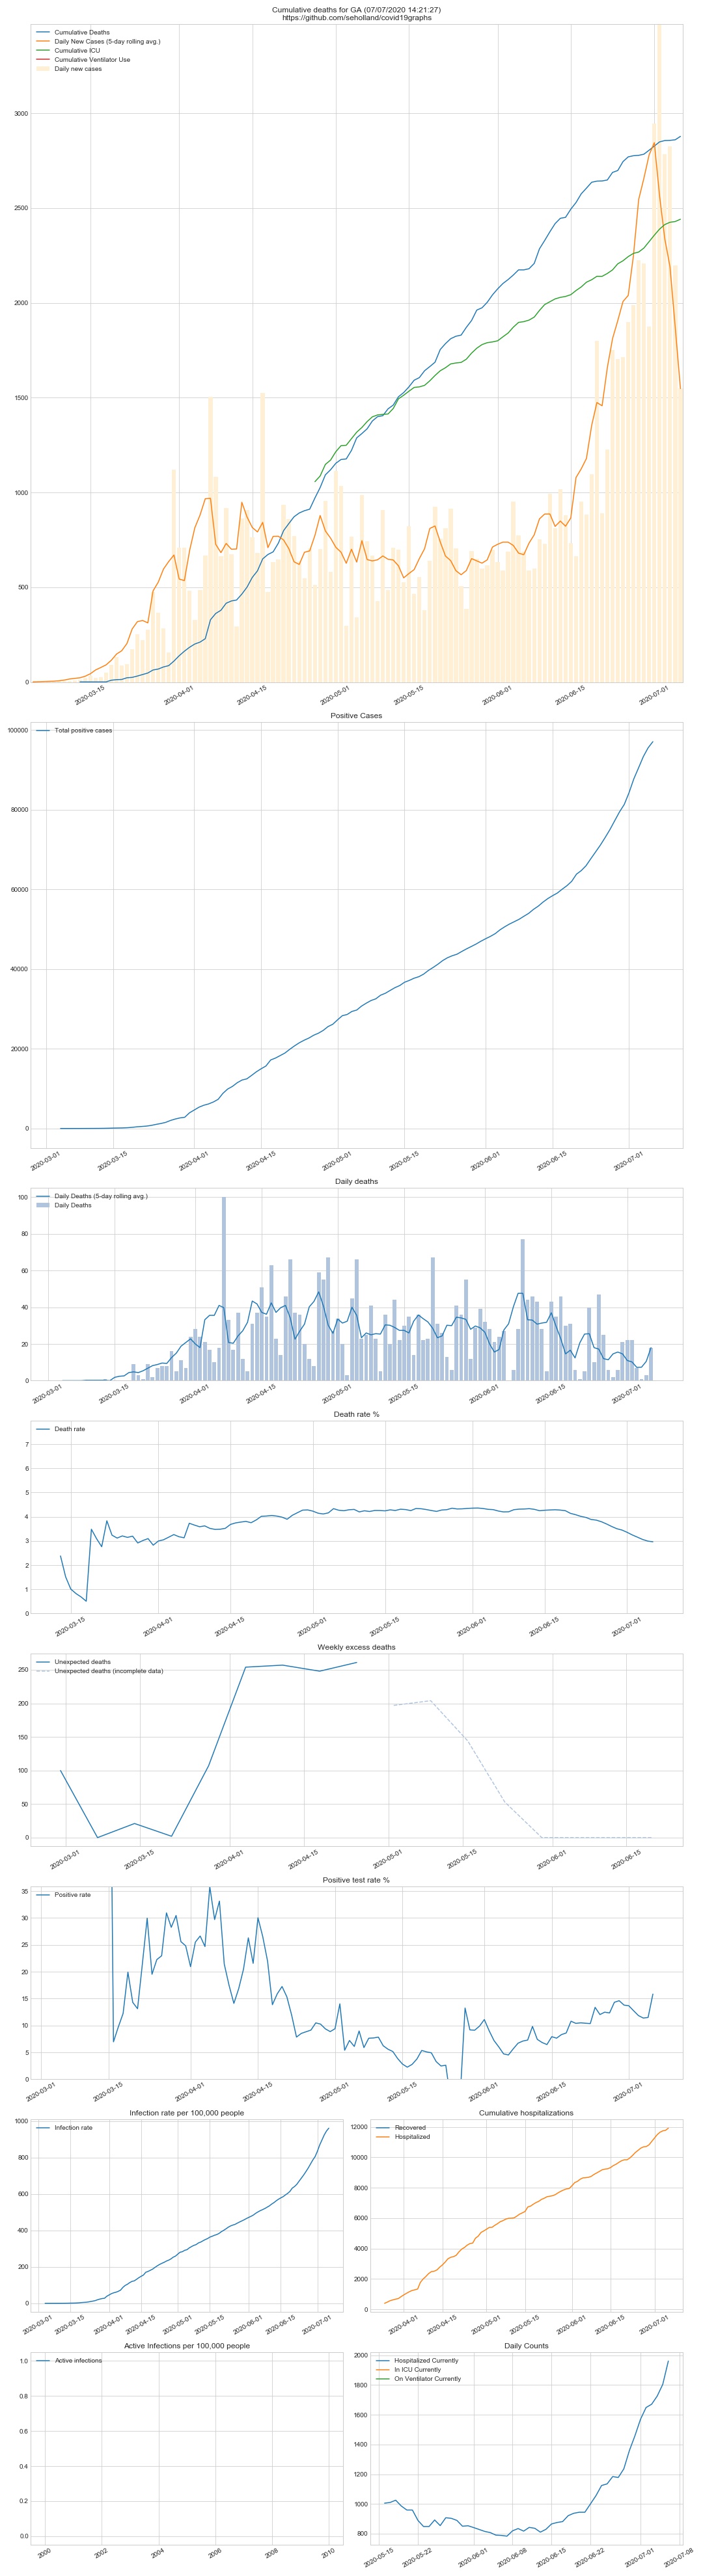 Cumulative deaths for GA (07/07/2020 14:21:27)
https://github.com/seholland/covid19graphs
Cumulative Deaths
Daily New Cases (5-day rolling avg.)
Cumulative ICU
Cumulative Ventilator Use
Daily new cases
3000
2500
2000
1500
1000
500
0
2020-03-15 2020-04-01 2020-04-15 2020-05-01 2020-05-15 2020-06-01 2020-06-15 2020-07-01
Positive Cases
Total positive cases
100000
80000
60000
40000
20000
0
2020-03-01 2020-03-15 2020-04-01 2020-04-15 2020-05-01 2020-05-15 2020-06-01 2020-06-15 2020-07-01
Daily deaths
Daily Deaths (5-day rolling avg.)
Daily Deaths
100
80
60
40
20
0
2020-03-01 2020-03-15 2020-04-01 2020-04-15 2020-05-01 2020-05-15 2020-06-01 2020-06-15 2020-07-01
Death rate %
Death rate
7
6
5
4
3
2
1
0
2020-03-15 2020-04-01 2020-04-15 2020-05-01 2020-05-15 2020-06-01 2020-06-15 2020-07-01
Weekly excess deaths
Unexpected deaths
Unexpected deaths (incomplete data)
250
200
150
100
50
0
2020-03-01 2020-03-15 2020-04-01 2020-04-15 2020-05-01 2020-05-15 2020-06-01 2020-06-15
Positive test rate %
Positive rate
35
30
25
20
15
10
5
0
2020-03-01 2020-03-15 2020-04-01 2020-04-15 2020-05-01 2020-05-15 2020-06-01 2020-06-15 2020-07-01
Infection rate per 100,000 people
Infection rate
1000
800
600
400
200
0
2020-03-01 2020-03-15 2020-04-01 2020-04-15 2020-05-01 2020-05-15 2020-06-01 2020-06-15 2020-07-01
Cumulative hospitalizations
Recovered
Hospitalized
12000
10000
8000
6000
4000
2000
0
2020-04-01 2020-04-15 2020-05-01 2020-05-15 2020-06-01 2020-06-15 2020-07-01
Active Infections per 100,000 people
Active infections
1.0
0.8
0.6
0.4
0.2
0.0
2000 2002 2004 2006 2008 2010
Daily Counts
Hospitalized Currently
In ICU Currently
On Ventilator Currently
2000
1800
1600
1400
1200
1000
800
2020-05-15 2020-05-22 2020-06-01 2020-06-08 2020-06-15 2020-06-22 2020-07-01 2020-07-08